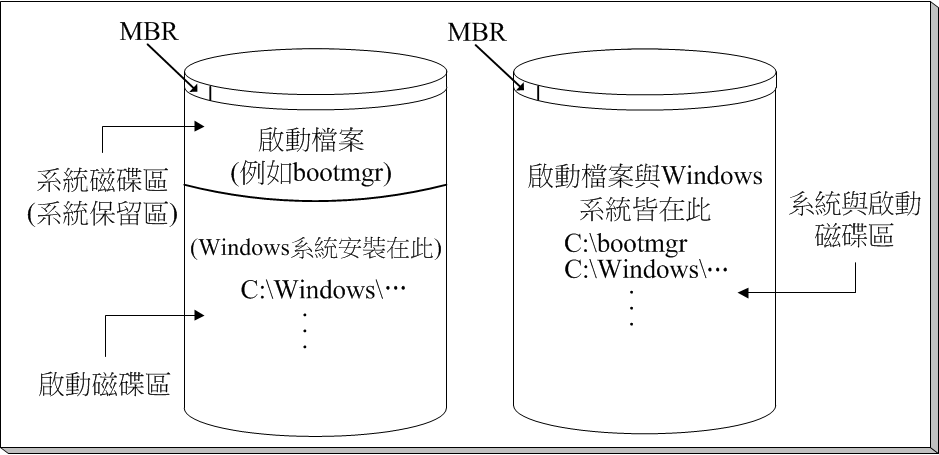 MBR
啟動檔案
(例如bootmgr)
系統磁碟區
(系統保留區)
(Windows系統安裝在此)
C:\Windows\⋯
啟動磁碟區
MBR
啟動檔案與Windows
系統皆在此
C:\bootmgr
C:\Windows\⋯
系統與啟動
磁碟區